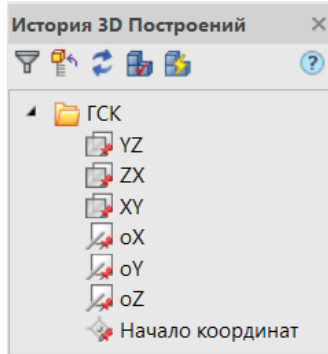 История 3D Построений
ГСК
YZ
ZX
XY
oX
oY
oZ
Начало координат